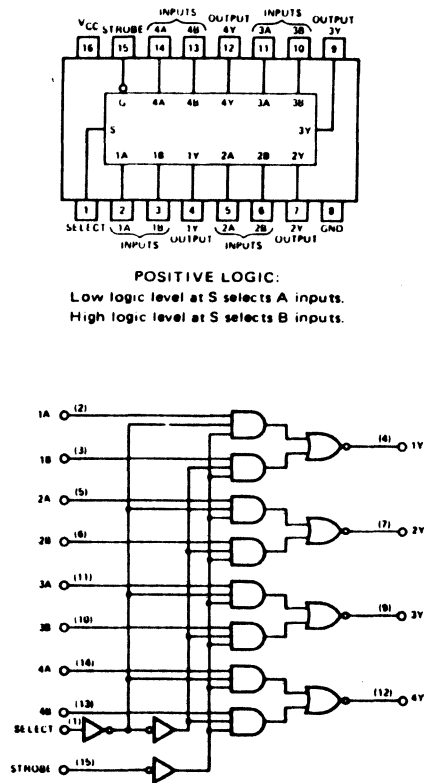 INPUTS INPUTS
VCC STROBE 4A 4B OUTPUT 4Y 3A 3B OUTPUT 3Y
16 15 14 13 12 11 10 9
G 4A 4B 4Y 3A 3B
S 3Y
1A 1B 1Y 2A 2B 2Y
1 2 3 4 5 6 7 8
SELECT 1A 1B 1Y 2A 2B 2Y GND
INPUTS OUTPUT INPUTS OUTPUT
POSITIVE LOGIC:
Low logic level at S selects A inputs.
High logic level at S selects B inputs.
1A (2)
(4) 1Y
1B (3)
2A (5)
(7) 2Y
2B (6)
3A (11)
(9) 3Y
3B (10)
4A (14)
(12) 4Y
4B (13)
SELECT (1)
STROBE (15)